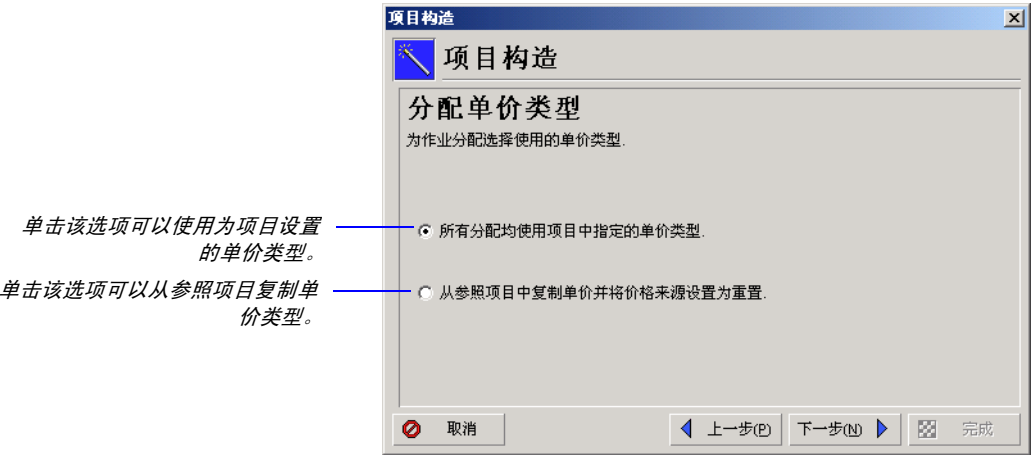 项目构造
项目构造
分配单价类型
为作业分配选择使用的单价类型.
单击该选项可以使用为项目设置
的单价类型。
所有分配均使用项目中指定的单价类型.
单击该选项可以从参照项目复制单
价类型。
从参照项目中复制单价并将价格来源设置为重置.
取消
上一步(P)
下一步(N)
完成